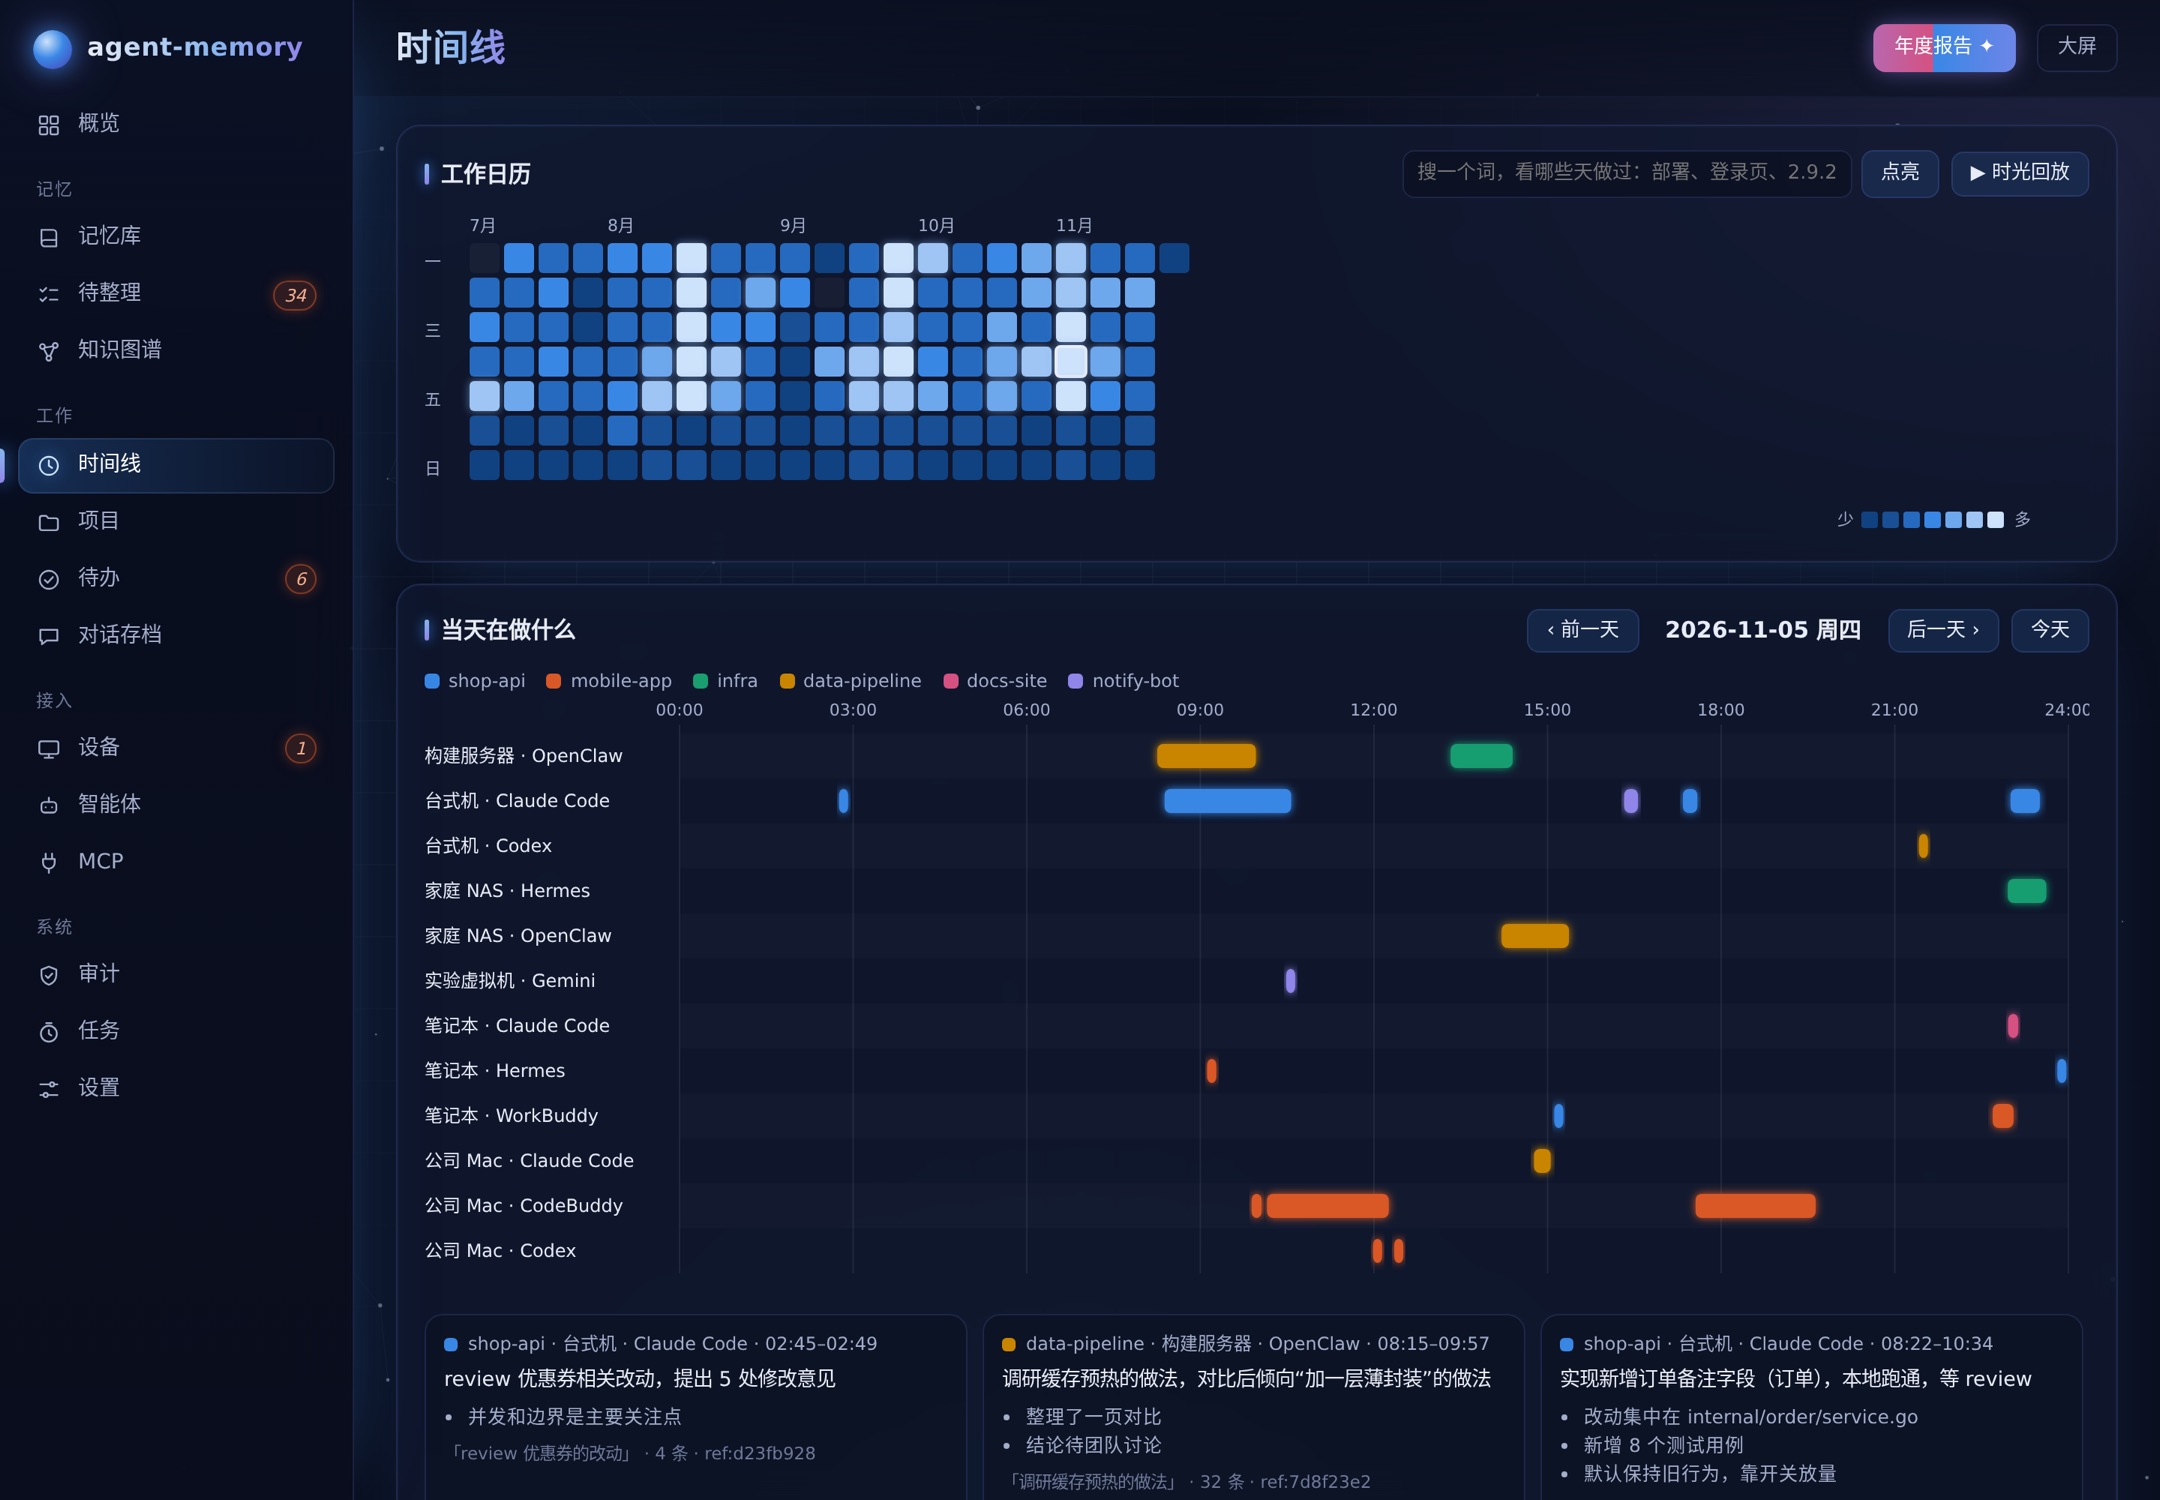 agent-memory
概览
记忆
记忆库
待整理 34
知识图谱
工作
时间线
项目
待办 6
对话存档
接入
设备 1
智能体
MCP
系统
审计
任务
设置
时间线
年度报告 ✦
大屏
工作日历
搜一个词，看哪些天做过：部署、登录页、2.9.2
点亮
▶ 时光回放
7月 8月 9月 10月 11月
一
三
五
日
少 多
当天在做什么
‹ 前一天
2026-11-05 周四
后一天 ›
今天
shop-api mobile-app infra data-pipeline docs-site notify-bot
00:00 03:00 06:00 09:00 12:00 15:00 18:00 21:00 24:00
构建服务器 · OpenClaw
台式机 · Claude Code
台式机 · Codex
家庭 NAS · Hermes
家庭 NAS · OpenClaw
实验虚拟机 · Gemini
笔记本 · Claude Code
笔记本 · Hermes
笔记本 · WorkBuddy
公司 Mac · Claude Code
公司 Mac · CodeBuddy
公司 Mac · Codex
shop-api · 台式机 · Claude Code · 02:45–02:49
review 优惠券相关改动，提出 5 处修改意见
• 并发和边界是主要关注点
「review 优惠券的改动」 · 4 条 · ref:d23fb928
data-pipeline · 构建服务器 · OpenClaw · 08:15–09:57
调研缓存预热的做法，对比后倾向“加一层薄封装”的做法
• 整理了一页对比
• 结论待团队讨论
「调研缓存预热的做法」 · 32 条 · ref:7d8f23e2
shop-api · 台式机 · Claude Code · 08:22–10:34
实现新增订单备注字段（订单），本地跑通，等 review
• 改动集中在 internal/order/service.go
• 新增 8 个测试用例
• 默认保持旧行为，靠开关放量